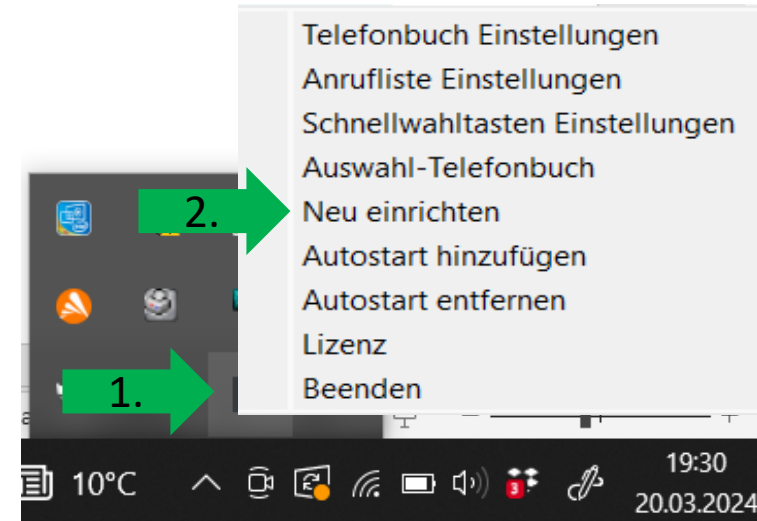 Telefonbuch Einstellungen
Anrufliste Einstellungen
Schnellwahltasten Einstellungen
Auswahl-Telefonbuch
2. Neu einrichten
Autostart hinzufügen
Autostart entfernen
Lizenz
1. Beenden
10°C
3
19:30
20.03.2024